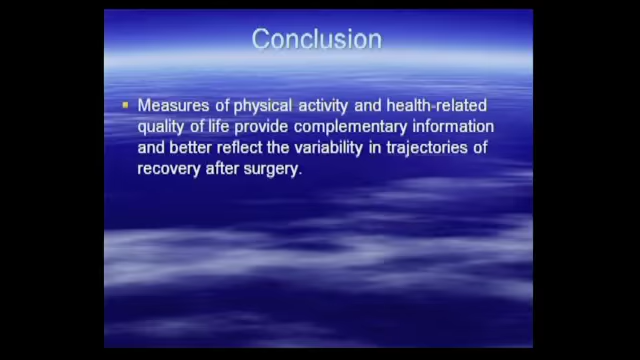 Conclusion
Measures of physical activity and health-related
quality of life provide complementary information
and better reflect the variability in trajectories of
recovery after surgery.